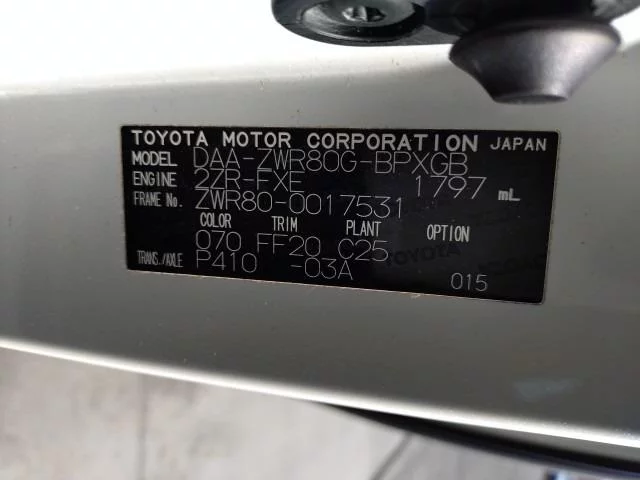 TOYOTA MOTOR CORPORATION JAPAN
MODEL DAA-ZWR80G-BPXGB
ENGINE 2ZR-FXE 1797 mL
FRAME No. ZWR80-0017531
COLOR TRIM PLANT OPTION
070 FF20 C25
TRANS./AXLE P410 -03A 015